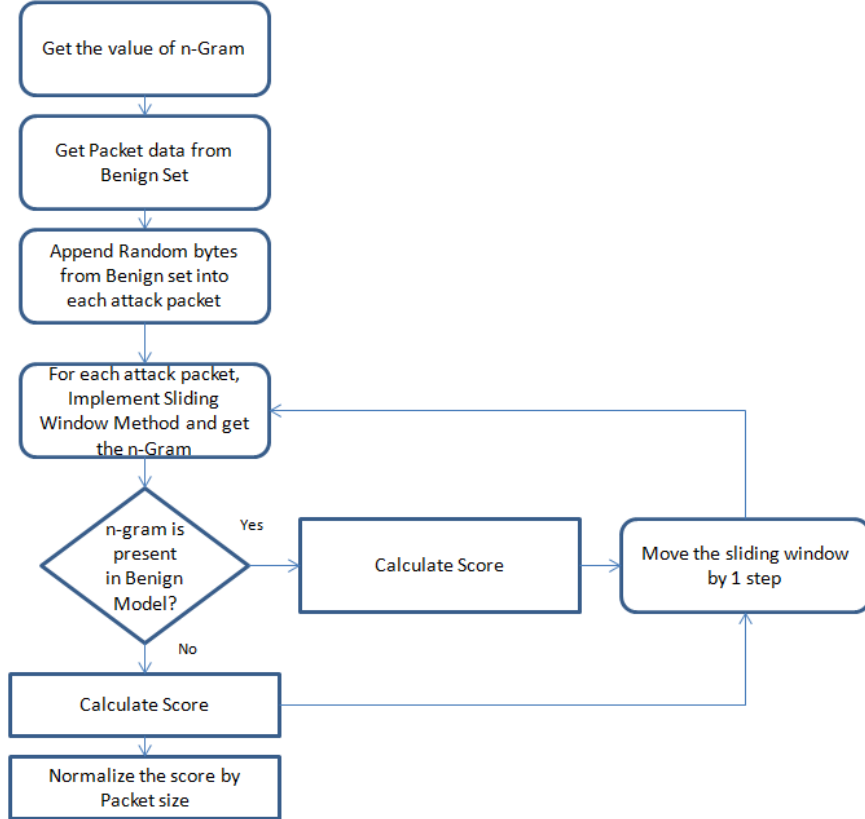 Get the value of n-Gram
Get Packet data from
Benign Set
Append Random bytes
from Benign set into
each attack packet
For each attack packet,
Implement Sliding
Window Method and get
the n-Gram
n-gram is
present
in Benign
Model?
Yes
Calculate Score
Move the sliding window
by 1 step
No
Calculate Score
Normalize the score by
Packet size